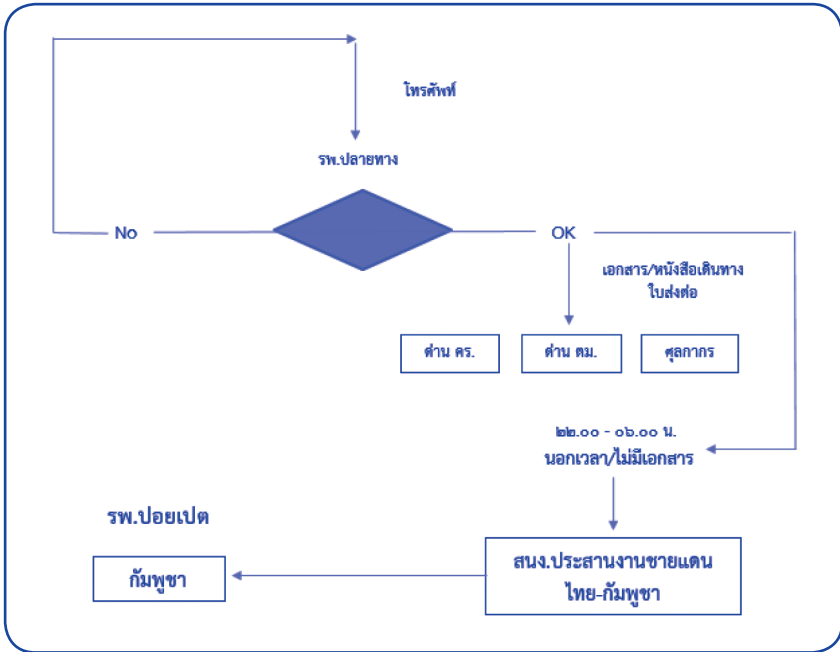 โทรศัพท์
รพ.ปลายทาง
No
OK
เอกสาร/หนังสือเดินทาง
ใบส่งต่อ
ด่าน คร.
ด่าน ตม.
ศุลกากร
๒๒.๐๐ - ๐๖.๐๐ น.
นอกเวลา/ไม่มีเอกสาร
รพ.ปอยเปต
กัมพูชา
สนง.ประสานงานชายแดน
ไทย-กัมพูชา